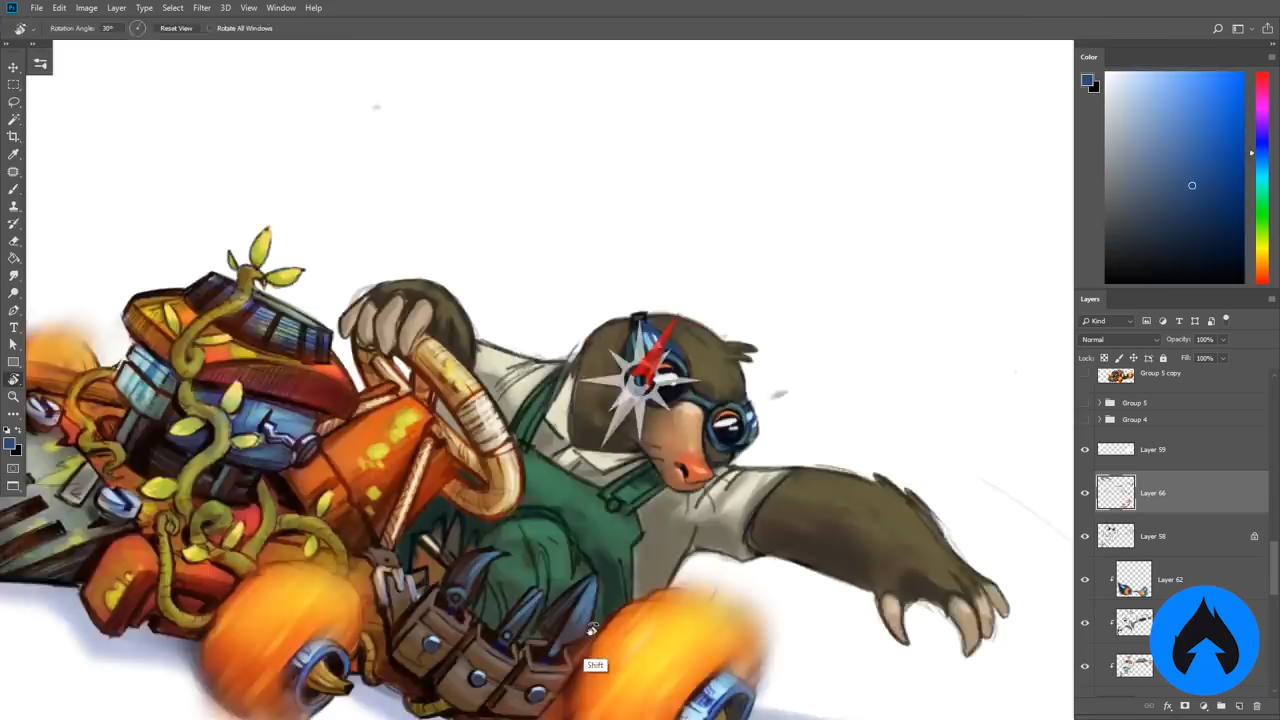 Ps File Edit Image Layer Type Select Filter 3D View Window Help
Rotation Angle: 30° Reset View Rotate All Windows
Color
Layers
Kind
Normal Opacity: 100%
Lock: Fill: 100%
Group 5 copy
Group 5
Group 4
Layer 59
Layer 66
Layer 58
Layer 62
Shift
fx